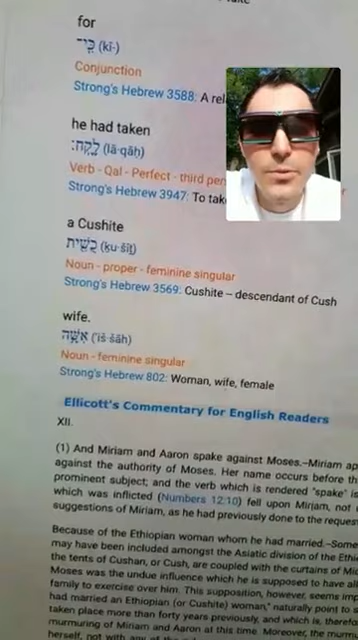 for
כִּֽי־ (kî-)
Conjunction
Strong's Hebrew 3588: A rel
he had taken
לָקָֽח׃ (lā·qāḥ)
Verb - Qal - Perfect - third per
Strong's Hebrew 3947: To tak
a Cushite
כֻשִׁ֖ית (ḵu·šîṯ)
Noun - proper - feminine singular
Strong's Hebrew 3569: Cushite – descendant of Cush
wife.
אִשָּׁ֥ה (’iš·šāh)
Noun - feminine singular
Strong's Hebrew 802: Woman, wife, female
Ellicott's Commentary for English Readers
XII.
(1) And Miriam and Aaron spake against Moses.–Miriam ap
against the authority of Moses. Her name occurs before th
prominent subject; and the verb which is rendered "spake" is
which was inflicted (Numbers 12:10) fell upon Miriam, not
suggestions of Miriam, as he had previously done to the reques
Because of the Ethiopian woman whom he had married.–Some
may have been included amongst the Asiatic division of the Ethi
the tents of Cushan, or Cush, are coupled with the curtains of Mi
Moses was the undue influence which he is supposed to have all
family to exercise over him. This supposition, however, seems imp
had married an Ethiopian (or Cushite) woman," naturally point to s
taken place more than forty years previously, and which is, theref
murmuring of Miriam and Aaron at this time. Moreover, the m
herself, not with any of the